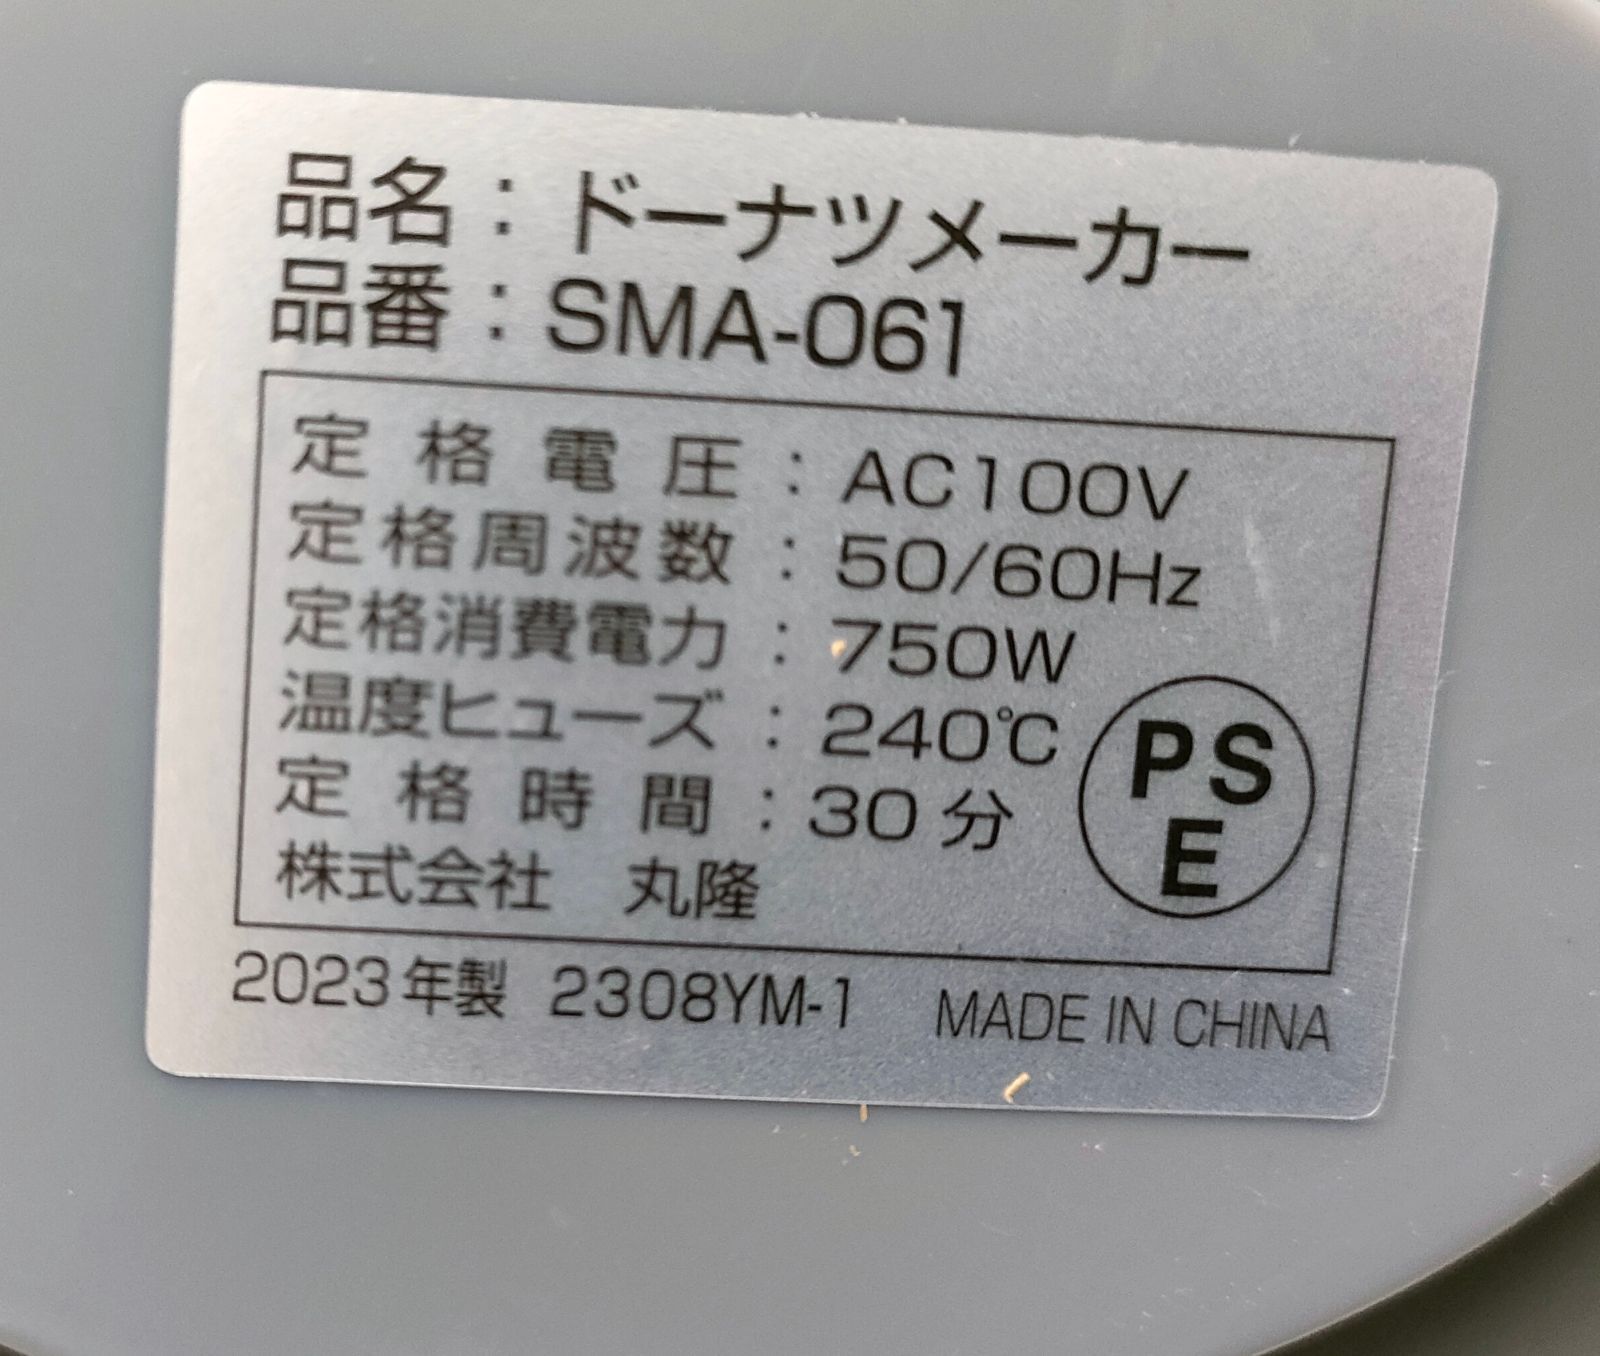 品名：ドーナツメーカー
品番：SMA-061
定格電圧：AC100V
定格周波数：50/60Hz
定格消費電力：750W
温度ヒューズ：240℃
定格時間：30分
株式会社　丸隆
PS
E
2023年製 2308YM-1 MADE IN CHINA